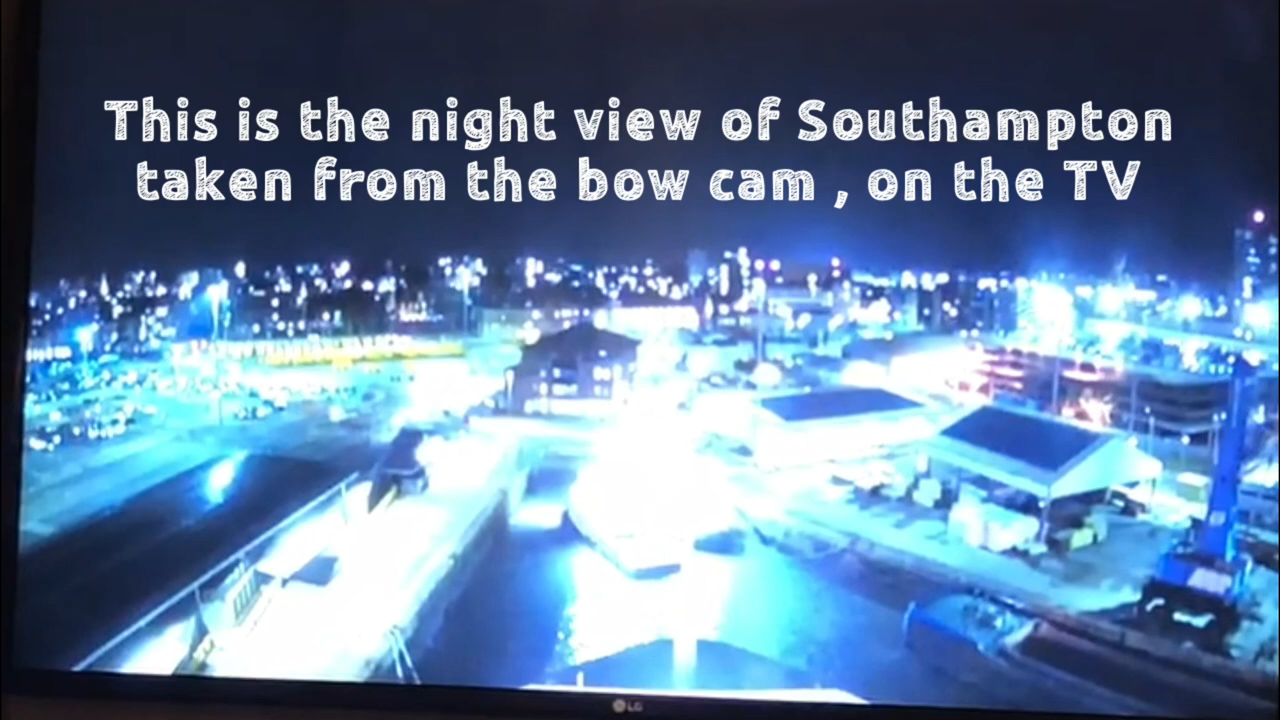 This is the night view of Southampton
taken from the bow cam , on the TV
LG